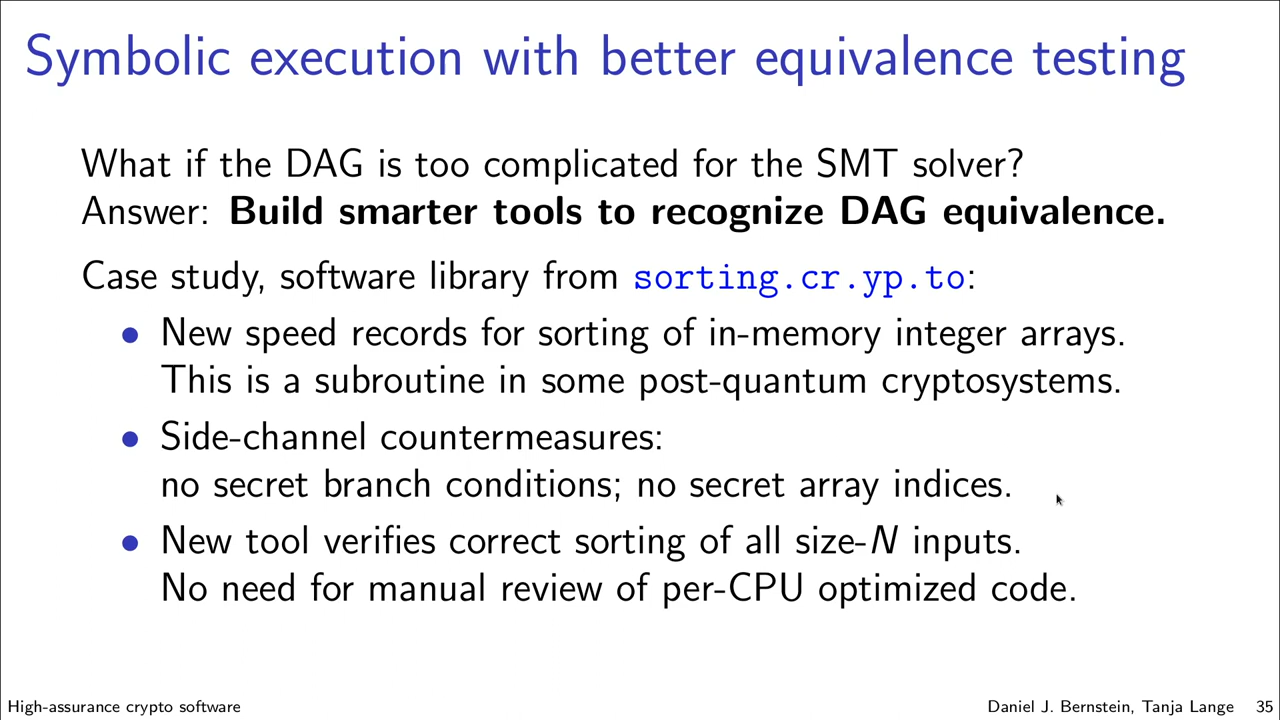 Symbolic execution with better equivalence testing
What if the DAG is too complicated for the SMT solver?
Answer: Build smarter tools to recognize DAG equivalence.
Case study, software library from sorting.cr.yp.to:
• New speed records for sorting of in-memory integer arrays.
This is a subroutine in some post-quantum cryptosystems.
• Side-channel countermeasures:
no secret branch conditions; no secret array indices.
• New tool verifies correct sorting of all size-N inputs.
No need for manual review of per-CPU optimized code.
High-assurance crypto software
Daniel J. Bernstein, Tanja Lange 35